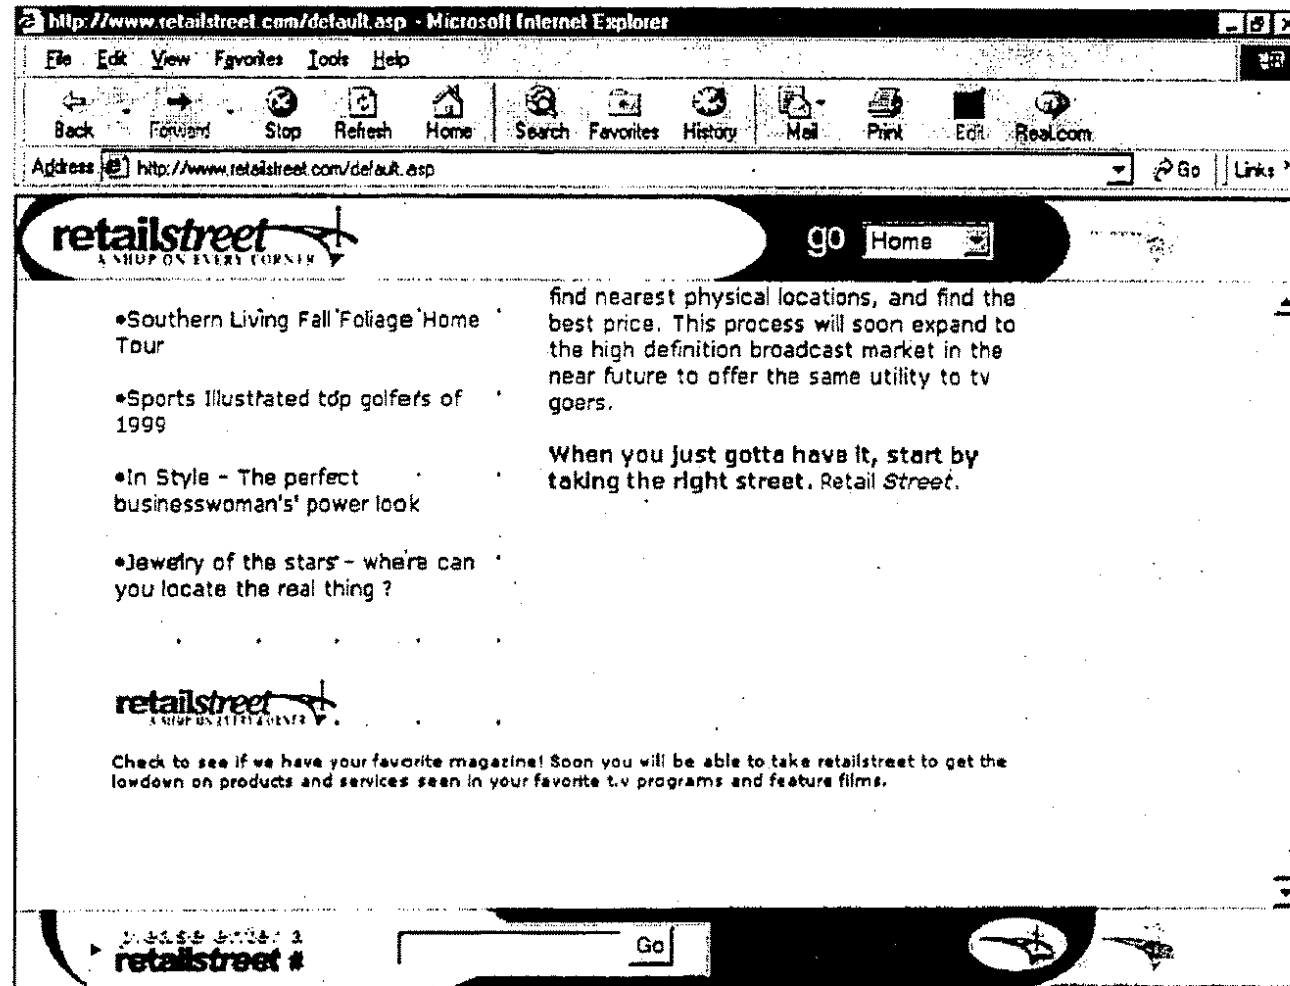 http://www.retailstreet.com/default.asp - Microsoft Internet Explorer
File Edit View Favorites Tools Help
Back Forward Stop Refresh Home Search Favorites History Mail Print Edit Real.com
Address http://www.retailstreet.com/default.asp Go Links
retailstreet
A SHOP ON EVERY CORNER
go Home
•Southern Living Fall Foliage Home
Tour
•Sports Illustrated top golfers of
1999
•In Style - The perfect
businesswoman's' power look
•Jewelry of the stars - where can
you locate the real thing ?
find nearest physical locations, and find the
best price. This process will soon expand to
the high definition broadcast market in the
near future to offer the same utility to tv
goers.
When you just gotta have it, start by
taking the right street. Retail Street.
retailstreet
A SHOP ON EVERY CORNER
Check to see if we have your favorite magazine! Soon you will be able to take retailstreet to get the
lowdown on products and services seen in your favorite t.v programs and feature films.
please enter a
retailstreet #
Go